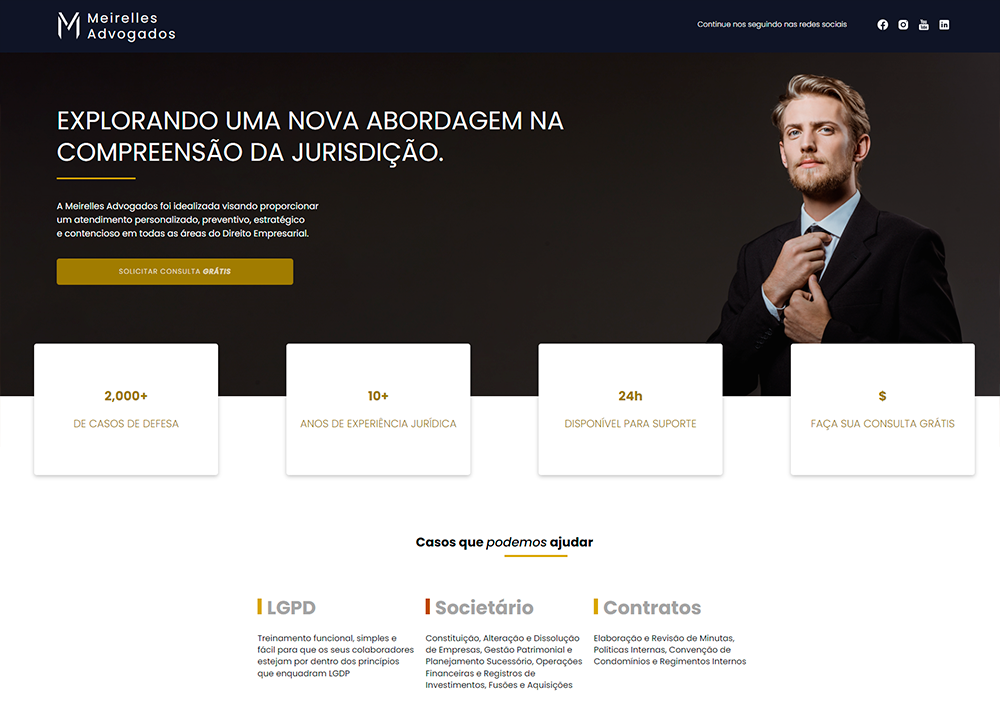 Meirelles
Advogados
Continue nos seguindo nas redes sociais
EXPLORANDO UMA NOVA ABORDAGEM NA
COMPREENSÃO DA JURISDIÇÃO.
A Meirelles Advogados foi idealizada visando proporcionar
um atendimento personalizado, preventivo, estratégico
e contencioso em todas as áreas do Direito Empresarial.
SOLICITAR CONSULTA GRÁTIS
2,000+
DE CASOS DE DEFESA
10+
ANOS DE EXPERIÊNCIA JURÍDICA
24h
DISPONÍVEL PARA SUPORTE
$
FAÇA SUA CONSULTA GRÁTIS
Casos que podemos ajudar
LGPD
Treinamento funcional, simples e
fácil para que os seus colaboradores
estejam por dentro dos princípios
que enquadram LGDP
Societário
Constituição, Alteração e Dissolução
de Empresas, Gestão Patrimonial e
Planejamento Sucessório, Operações
Financeiras e Registros de
Investimentos, Fusões e Aquisições
Contratos
Elaboração e Revisão de Minutas,
Políticas Internas, Convenção de
Condomínios e Regimentos Internos